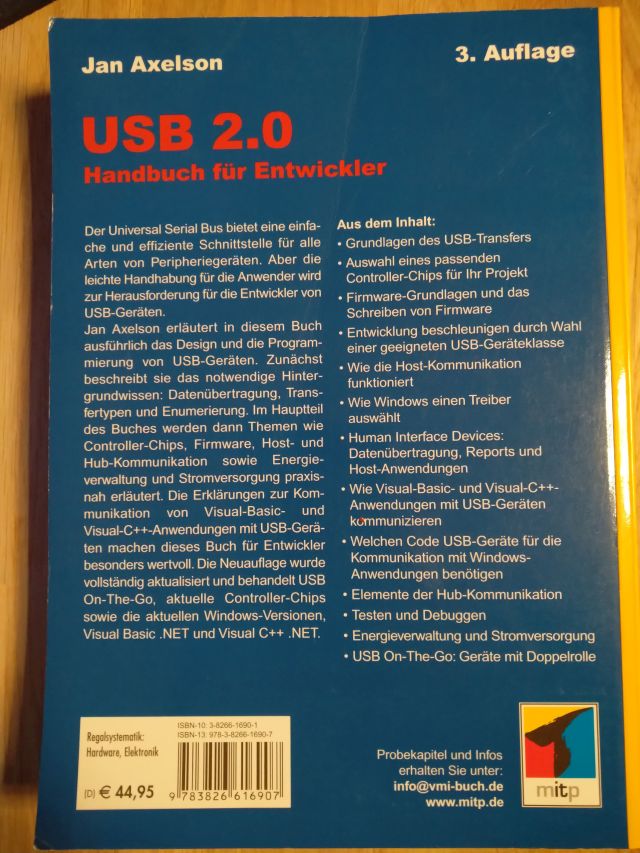 Jan Axelson
3. Auflage
USB 2.0
Handbuch für Entwickler
Der Universal Serial Bus bietet eine einfa-
che und effiziente Schnittstelle für alle
Arten von Peripheriegeräten. Aber die
leichte Handhabung für die Anwender wird
zur Herausforderung für die Entwickler von
USB-Geräten.
Jan Axelson erläutert in diesem Buch
ausführlich das Design und die Program-
mierung von USB-Geräten. Zunächst
beschreibt sie das notwendige Hinter-
grundwissen: Datenübertragung, Trans-
fertypen und Enumerierung. Im Hauptteil
des Buches werden dann Themen wie
Controller-Chips, Firmware, Host- und
Hub-Kommunikation sowie Energie-
verwaltung und Stromversorgung praxis-
nah erläutert. Die Erklärungen zur Kom-
munikation von Visual-Basic- und
Visual-C++-Anwendungen mit USB-Gerä-
ten machen dieses Buch für Entwickler
besonders wertvoll. Die Neuauflage wurde
vollständig aktualisiert und behandelt USB
On-The-Go, aktuelle Controller-Chips
sowie die aktuellen Windows-Versionen,
Visual Basic .NET und Visual C++ .NET.
Aus dem Inhalt:
• Grundlagen des USB-Transfers
• Auswahl eines passenden
Controller-Chips für Ihr Projekt
• Firmware-Grundlagen und das
Schreiben von Firmware
• Entwicklung beschleunigen durch Wahl
einer geeigneten USB-Geräteklasse
• Wie die Host-Kommunikation
funktioniert
• Wie Windows einen Treiber
auswählt
• Human Interface Devices:
Datenübertragung, Reports und
Host-Anwendungen
• Wie Visual-Basic- und Visual-C++-
Anwendungen mit USB-Geräten
kommunizieren
• Welchen Code USB-Geräte für die
Kommunikation mit Windows-
Anwendungen benötigen
• Elemente der Hub-Kommunikation
• Testen und Debuggen
• Energieverwaltung und Stromversorgung
• USB On-The-Go: Geräte mit Doppelrolle
Regalsystematik:
Hardware, Elektronik
(D) € 44,95
ISBN-10: 3-8266-1690-1
ISBN-13: 978-3-8266-1690-7
9 783826 616907
Probekapitel und Infos
erhalten Sie unter:
info@vmi-buch.de
www.mitp.de
mitp